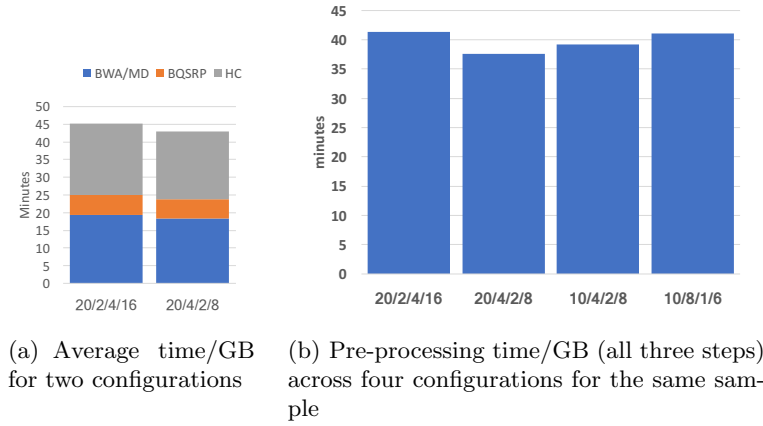 BWA/MD BQSRP HC
50
45
40
35
30
25
20
15
10
5
0
Minutes
20/2/4/16 20/4/2/8
(a) Average time/GB
for two configurations
45
40
35
30
25
20
15
10
5
0
minutes
20/2/4/16 20/4/2/8 10/4/2/8 10/8/1/6
(b) Pre-processing time/GB (all three steps)
across four configurations for the same sam-
ple